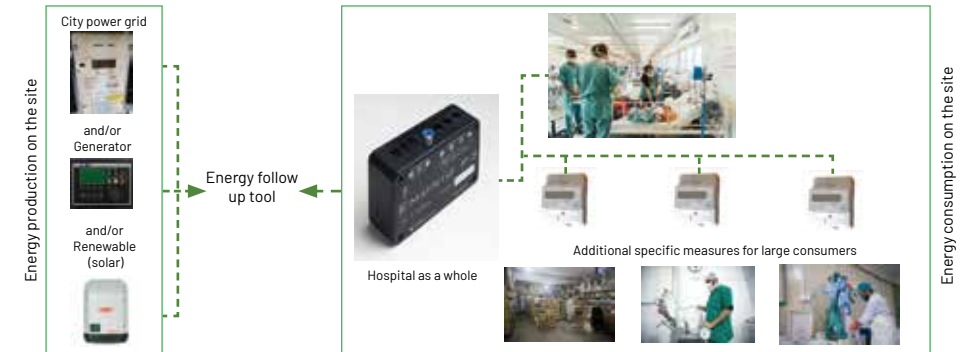 Energy production on the site
City power grid
and/or
Generator
and/or
Renewable
(solar)
Energy follow
up tool
Hospital as a whole
Additional specific measures for large consumers
Energy consumption on the site